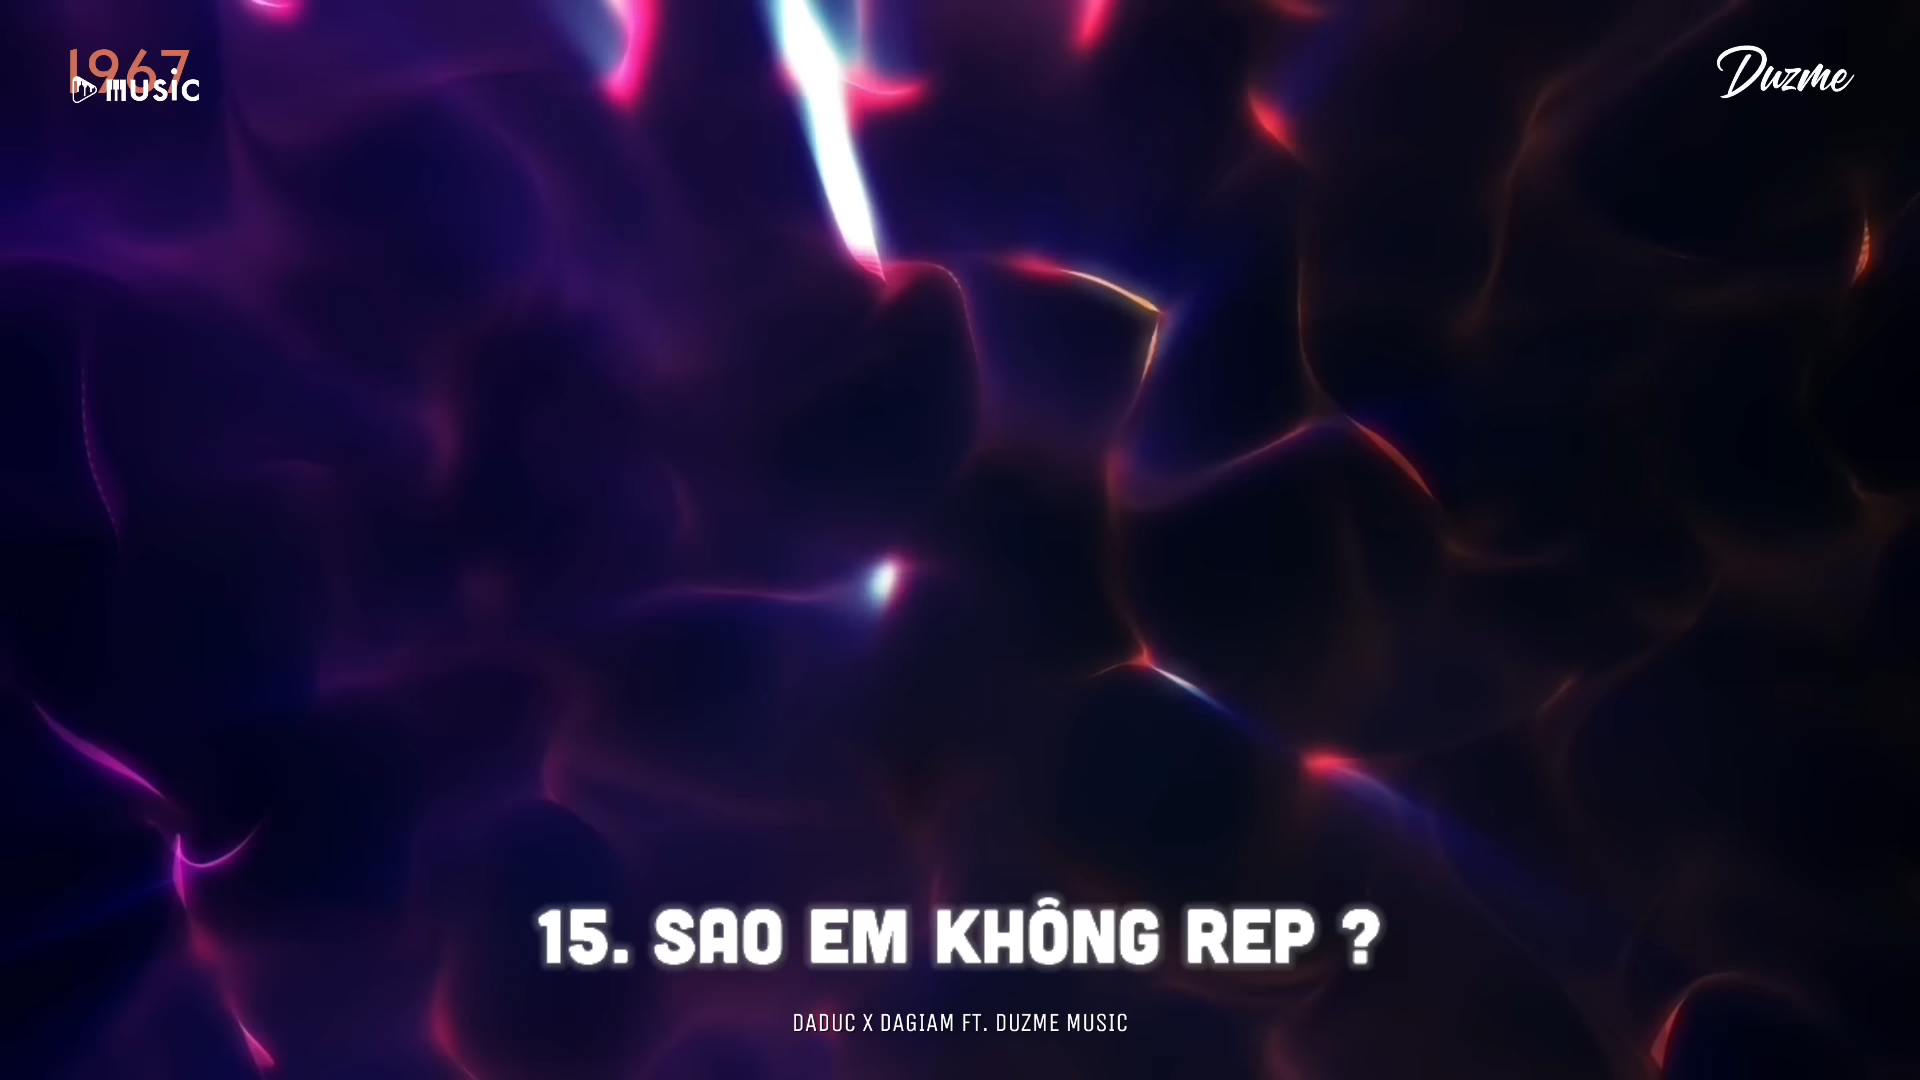 1967
music
Duzme
15. SAO EM KHÔNG REP ?
DADUC X DAGIAM FT. DUZME MUSIC